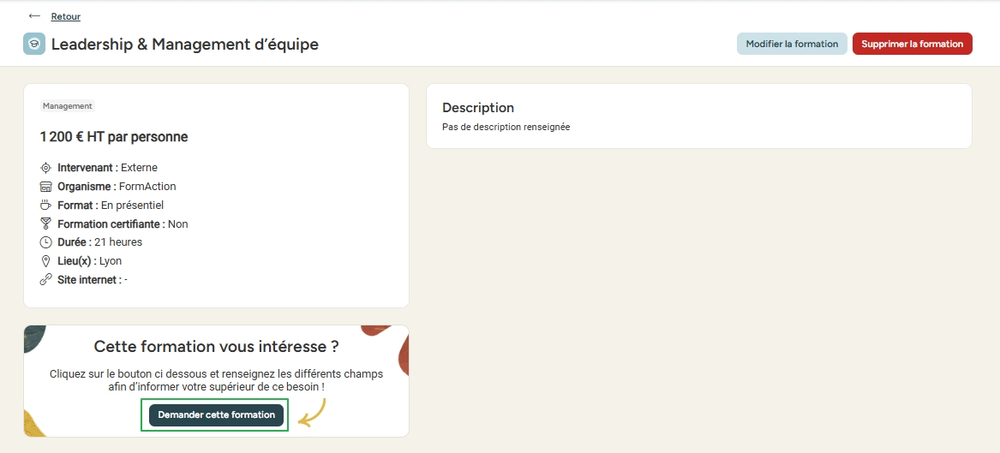 Retour
Leadership & Management d’équipe
Modifier la formation
Supprimer la formation
Management
1 200 € HT par personne
Intervenant : Externe
Organisme : FormAction
Format : En présentiel
Formation certifiante : Non
Durée : 21 heures
Lieu(x) : Lyon
Site internet : -
Description
Pas de description renseignée
Cette formation vous intéresse ?
Cliquez sur le bouton ci dessous et renseignez les différents champs
afin d’informer votre supérieur de ce besoin !
Demander cette formation